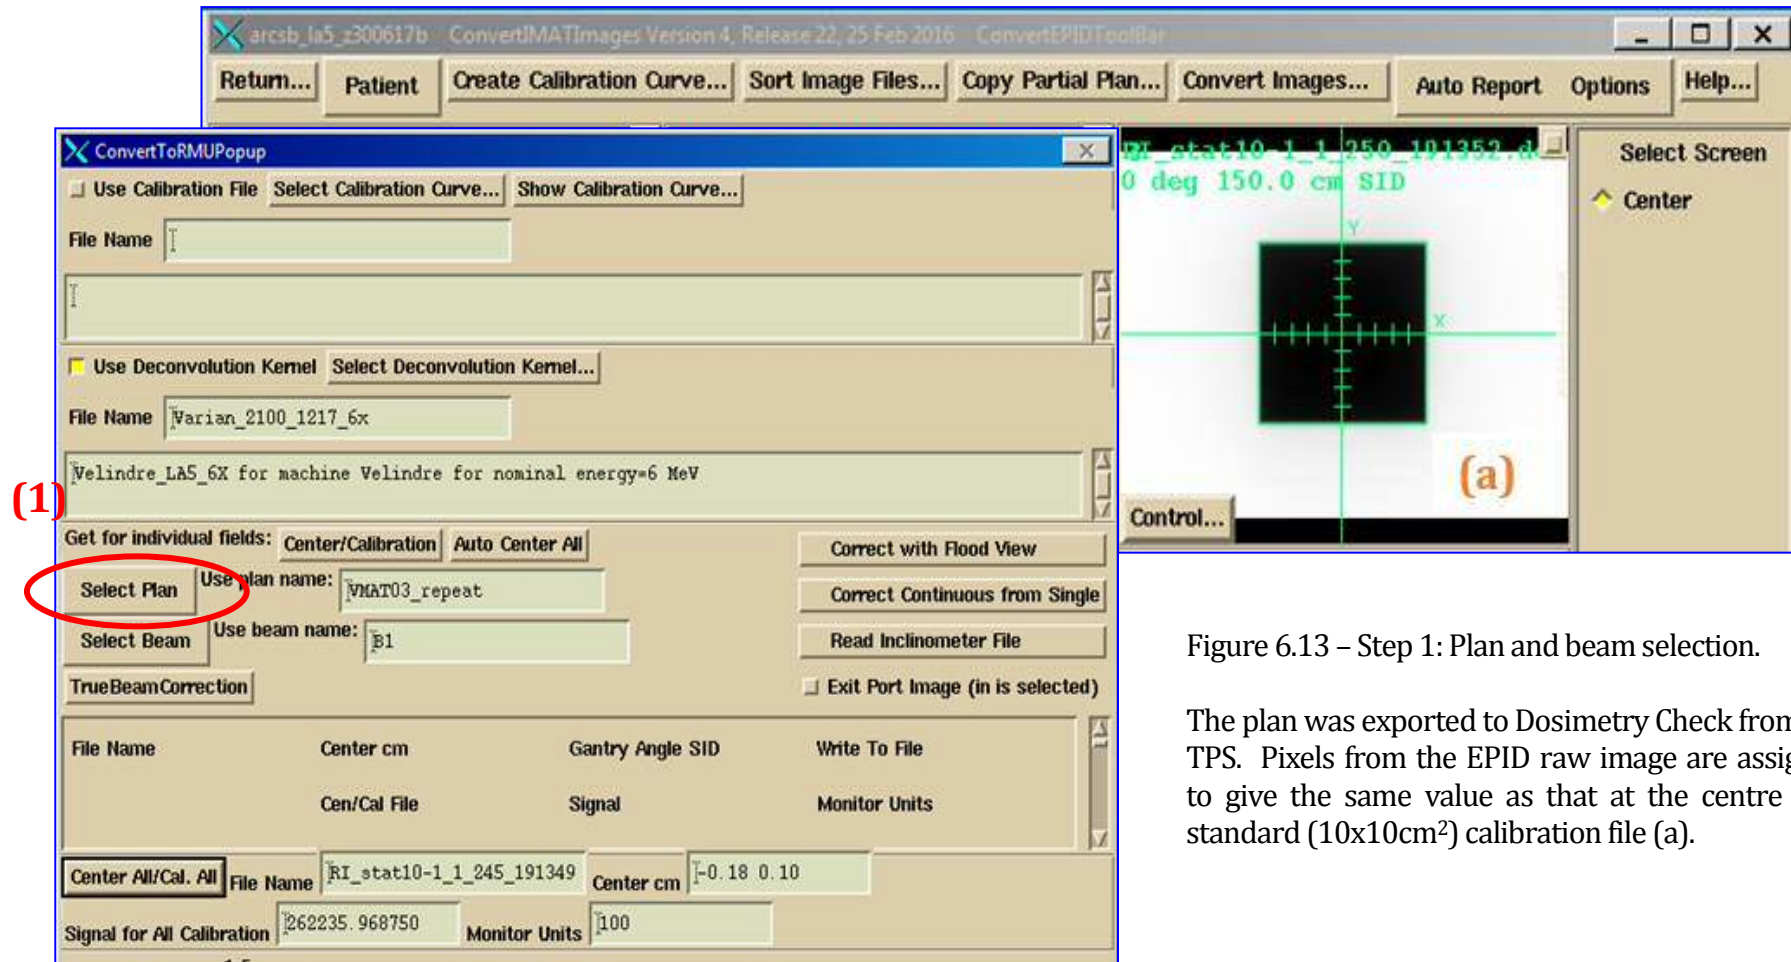 arcsb_la5_z300617b ConvertIMATImages Version 4, Release 22, 25 Feb 2016 ConvertEPIDToolBar
Return... Patient Create Calibration Curve... Sort Image Files... Copy Partial Plan... Convert Images... Auto Report Options Help...
ConvertToRMUPopup
Use Calibration File Select Calibration Curve... Show Calibration Curve...
File Name
Use Deconvolution Kernel Select Deconvolution Kernel...
File Name Varian_2100_1217_6x
Velindre_LA5_6X for machine Velindre for nominal energy=6 MeV
(1)
Get for individual fields: Center/Calibration Auto Center All Correct with Flood View
Select Plan Use plan name: VMAT03_repeat Correct Continuous from Single
Select Beam Use beam name: B1 Read Inclinometer File
TrueBeamCorrection Exit Port Image (in is selected)
File Name Center cm Gantry Angle SID Write To File
Cen/Cal File Signal Monitor Units
Center All/Cal. All File Name RI_stat10-1_1_245_191349 Center cm -0.18 0.10
Signal for All Calibration 262235.968750 Monitor Units 100
RI_stat10-1_1_250_191352.d
0 deg 150.0 cm SID
Y
X
(a)
Control...
Select Screen
Center
Figure 6.13 – Step 1: Plan and beam selection.
The plan was exported to Dosimetry Check from
TPS. Pixels from the EPID raw image are assig
to give the same value as that at the centre
standard (10x10cm²) calibration file (a).